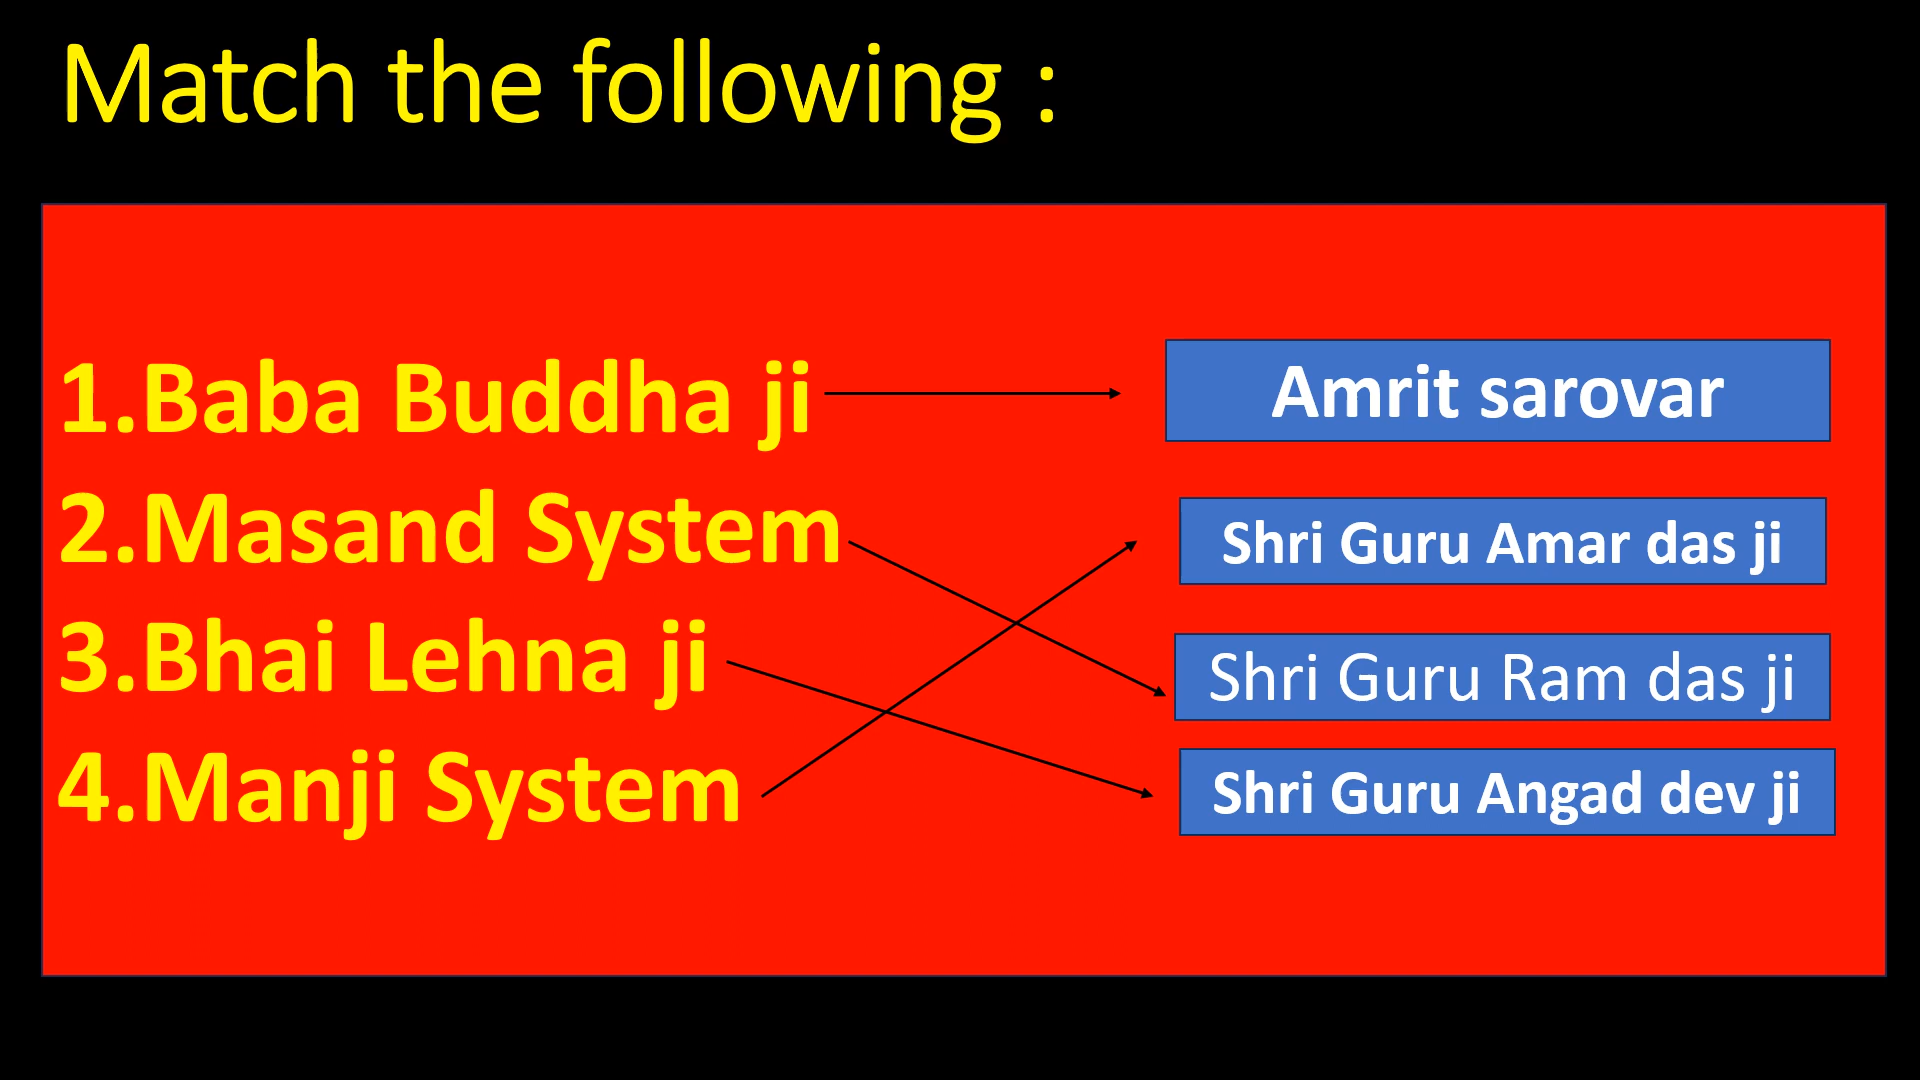 Match the following :
1.Baba Buddha ji
Amrit sarovar
2.Masand System
Shri Guru Amar das ji
3.Bhai Lehna ji
Shri Guru Ram das ji
4.Manji System
Shri Guru Angad dev ji